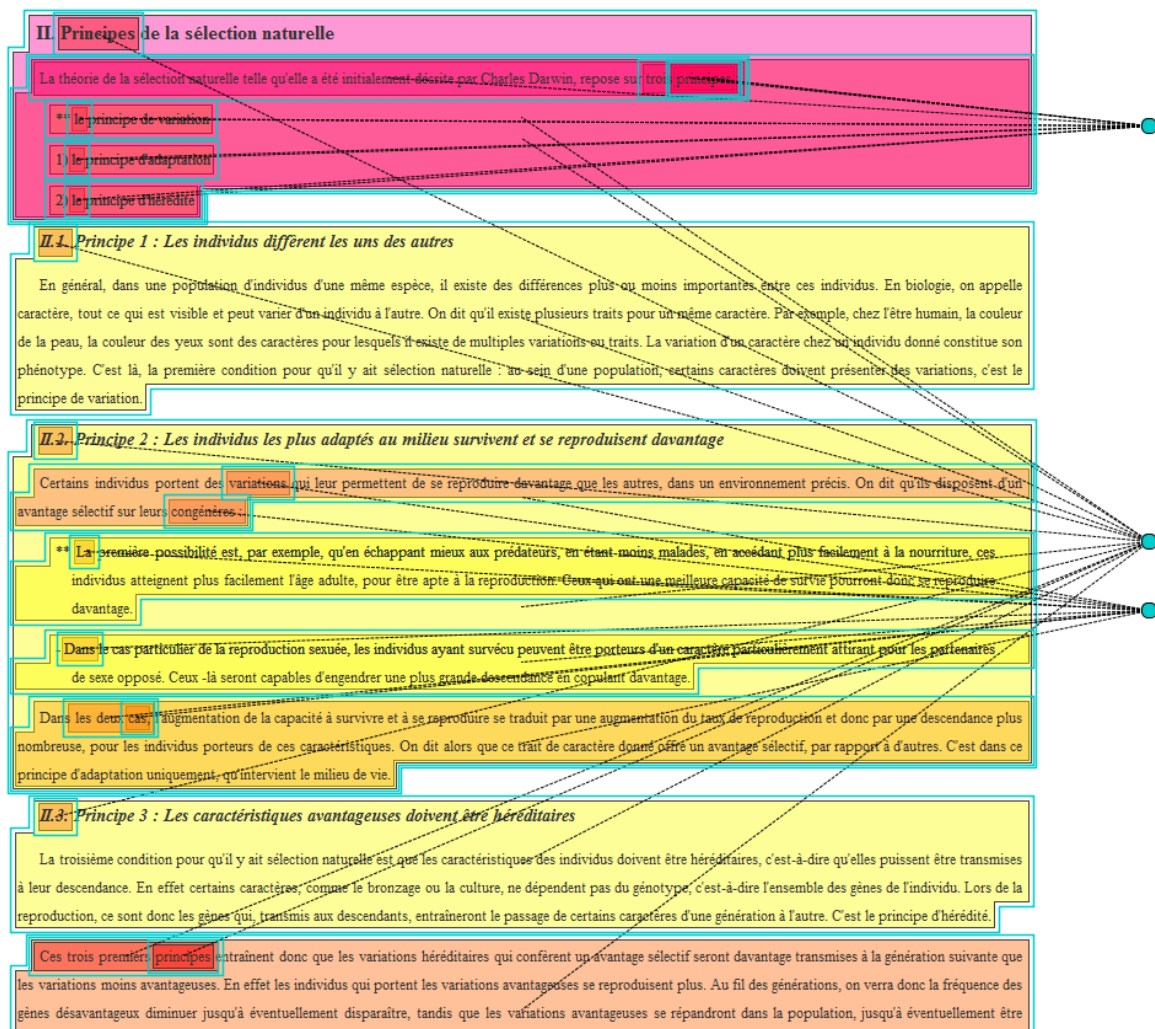 II. Principes de la sélection naturelle
La théorie de la sélection naturelle telle qu'elle a été initialement décrite par Charles Darwin, repose sur trois principes
** le principe de variation
1) le principe d'adaptation
2) le principe d'hérédité
II.1. Principe 1 : Les individus diffèrent les uns des autres
En général, dans une population d'individus d'une même espèce, il existe des différences plus ou moins importantes entre ces individus. En biologie, on appelle
caractère, tout ce qui est visible et peut varier d'un individu à l'autre. On dit qu'il existe plusieurs traits pour un même caractère. Par exemple, chez l'être humain, la couleur
de la peau, la couleur des yeux sont des caractères pour lesquels il existe de multiples variations ou traits. La variation d'un caractère chez un individu donné constitue son
phénotype. C'est là, la première condition pour qu'il y ait sélection naturelle : au sein d'une population, certains caractères doivent présenter des variations, c'est le
principe de variation.
II.2. Principe 2 : Les individus les plus adaptés au milieu survivent et se reproduisent davantage
Certains individus portent des variations qui leur permettent de se reproduire davantage que les autres, dans un environnement précis. On dit qu'ils disposent d'un
avantage sélectif sur leurs congénères :
** La première possibilité est, par exemple, qu'en échappant mieux aux prédateurs, en étant moins malades, en accédant plus facilement à la nourriture, ces
individus atteignent plus facilement l'âge adulte, pour être apte à la reproduction. Ceux qui ont une meilleure capacité de survie pourront donc se reproduire
davantage.
- Dans le cas particulier de la reproduction sexuée, les individus ayant survécu peuvent être porteurs d'un caractère particulièrement attirant pour les partenaires
de sexe opposé. Ceux -là seront capables d'engendrer une plus grande descendance en copulant davantage.
Dans les deux cas, l'augmentation de la capacité à survivre et à se reproduire se traduit par une augmentation du taux de reproduction et donc par une descendance plus
nombreuse, pour les individus porteurs de ces caractéristiques. On dit alors que ce trait de caractère donné offre un avantage sélectif, par rapport à d'autres. C'est dans ce
principe d'adaptation uniquement, qu'intervient le milieu de vie.
II.3. Principe 3 : Les caractéristiques avantageuses doivent être héréditaires
La troisième condition pour qu'il y ait sélection naturelle est que les caractéristiques des individus doivent être héréditaires, c'est-à-dire qu'elles puissent être transmises
à leur descendance. En effet certains caractères, comme le bronzage ou la culture, ne dépendent pas du génotype, c'est-à-dire l'ensemble des gènes de l'individu. Lors de la
reproduction, ce sont donc les gènes qui, transmis aux descendants, entraîneront le passage de certains caractères d'une génération à l'autre. C'est le principe d'hérédité.
Ces trois premiers principes entraînent donc que les variations héréditaires qui confèrent un avantage sélectif seront davantage transmises à la génération suivante que
les variations moins avantageuses. En effet les individus qui portent les variations avantageuses se reproduisent plus. Au fil des générations, on verra donc la fréquence des
gènes désavantageux diminuer jusqu'à éventuellement disparaître, tandis que les variations avantageuses se répandront dans la population, jusqu'à éventuellement être